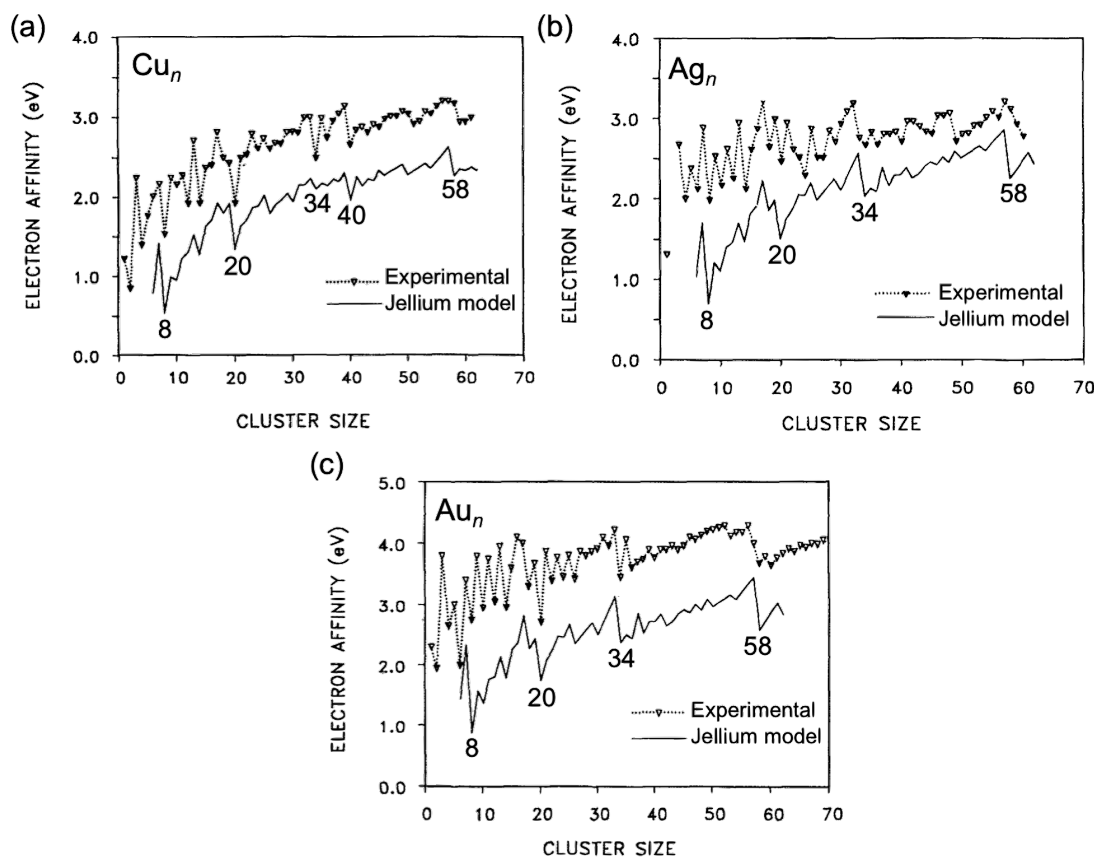 (a)
Cu n
4.0
3.0
2.0
1.0
0.0
ELECTRON AFFINITY (eV)
34
40
58
20
8
Experimental
Jellium model
0 10 20 30 40 50 60 70
CLUSTER SIZE
(b)
Ag n
4.0
3.0
2.0
1.0
0.0
ELECTRON AFFINITY (eV)
34
58
20
8
Experimental
Jellium model
0 10 20 30 40 50 60 70
CLUSTER SIZE
(c)
Au n
5.0
4.0
3.0
2.0
1.0
0.0
ELECTRON AFFINITY (eV)
34
58
20
8
Experimental
Jellium model
0 10 20 30 40 50 60 70
CLUSTER SIZE